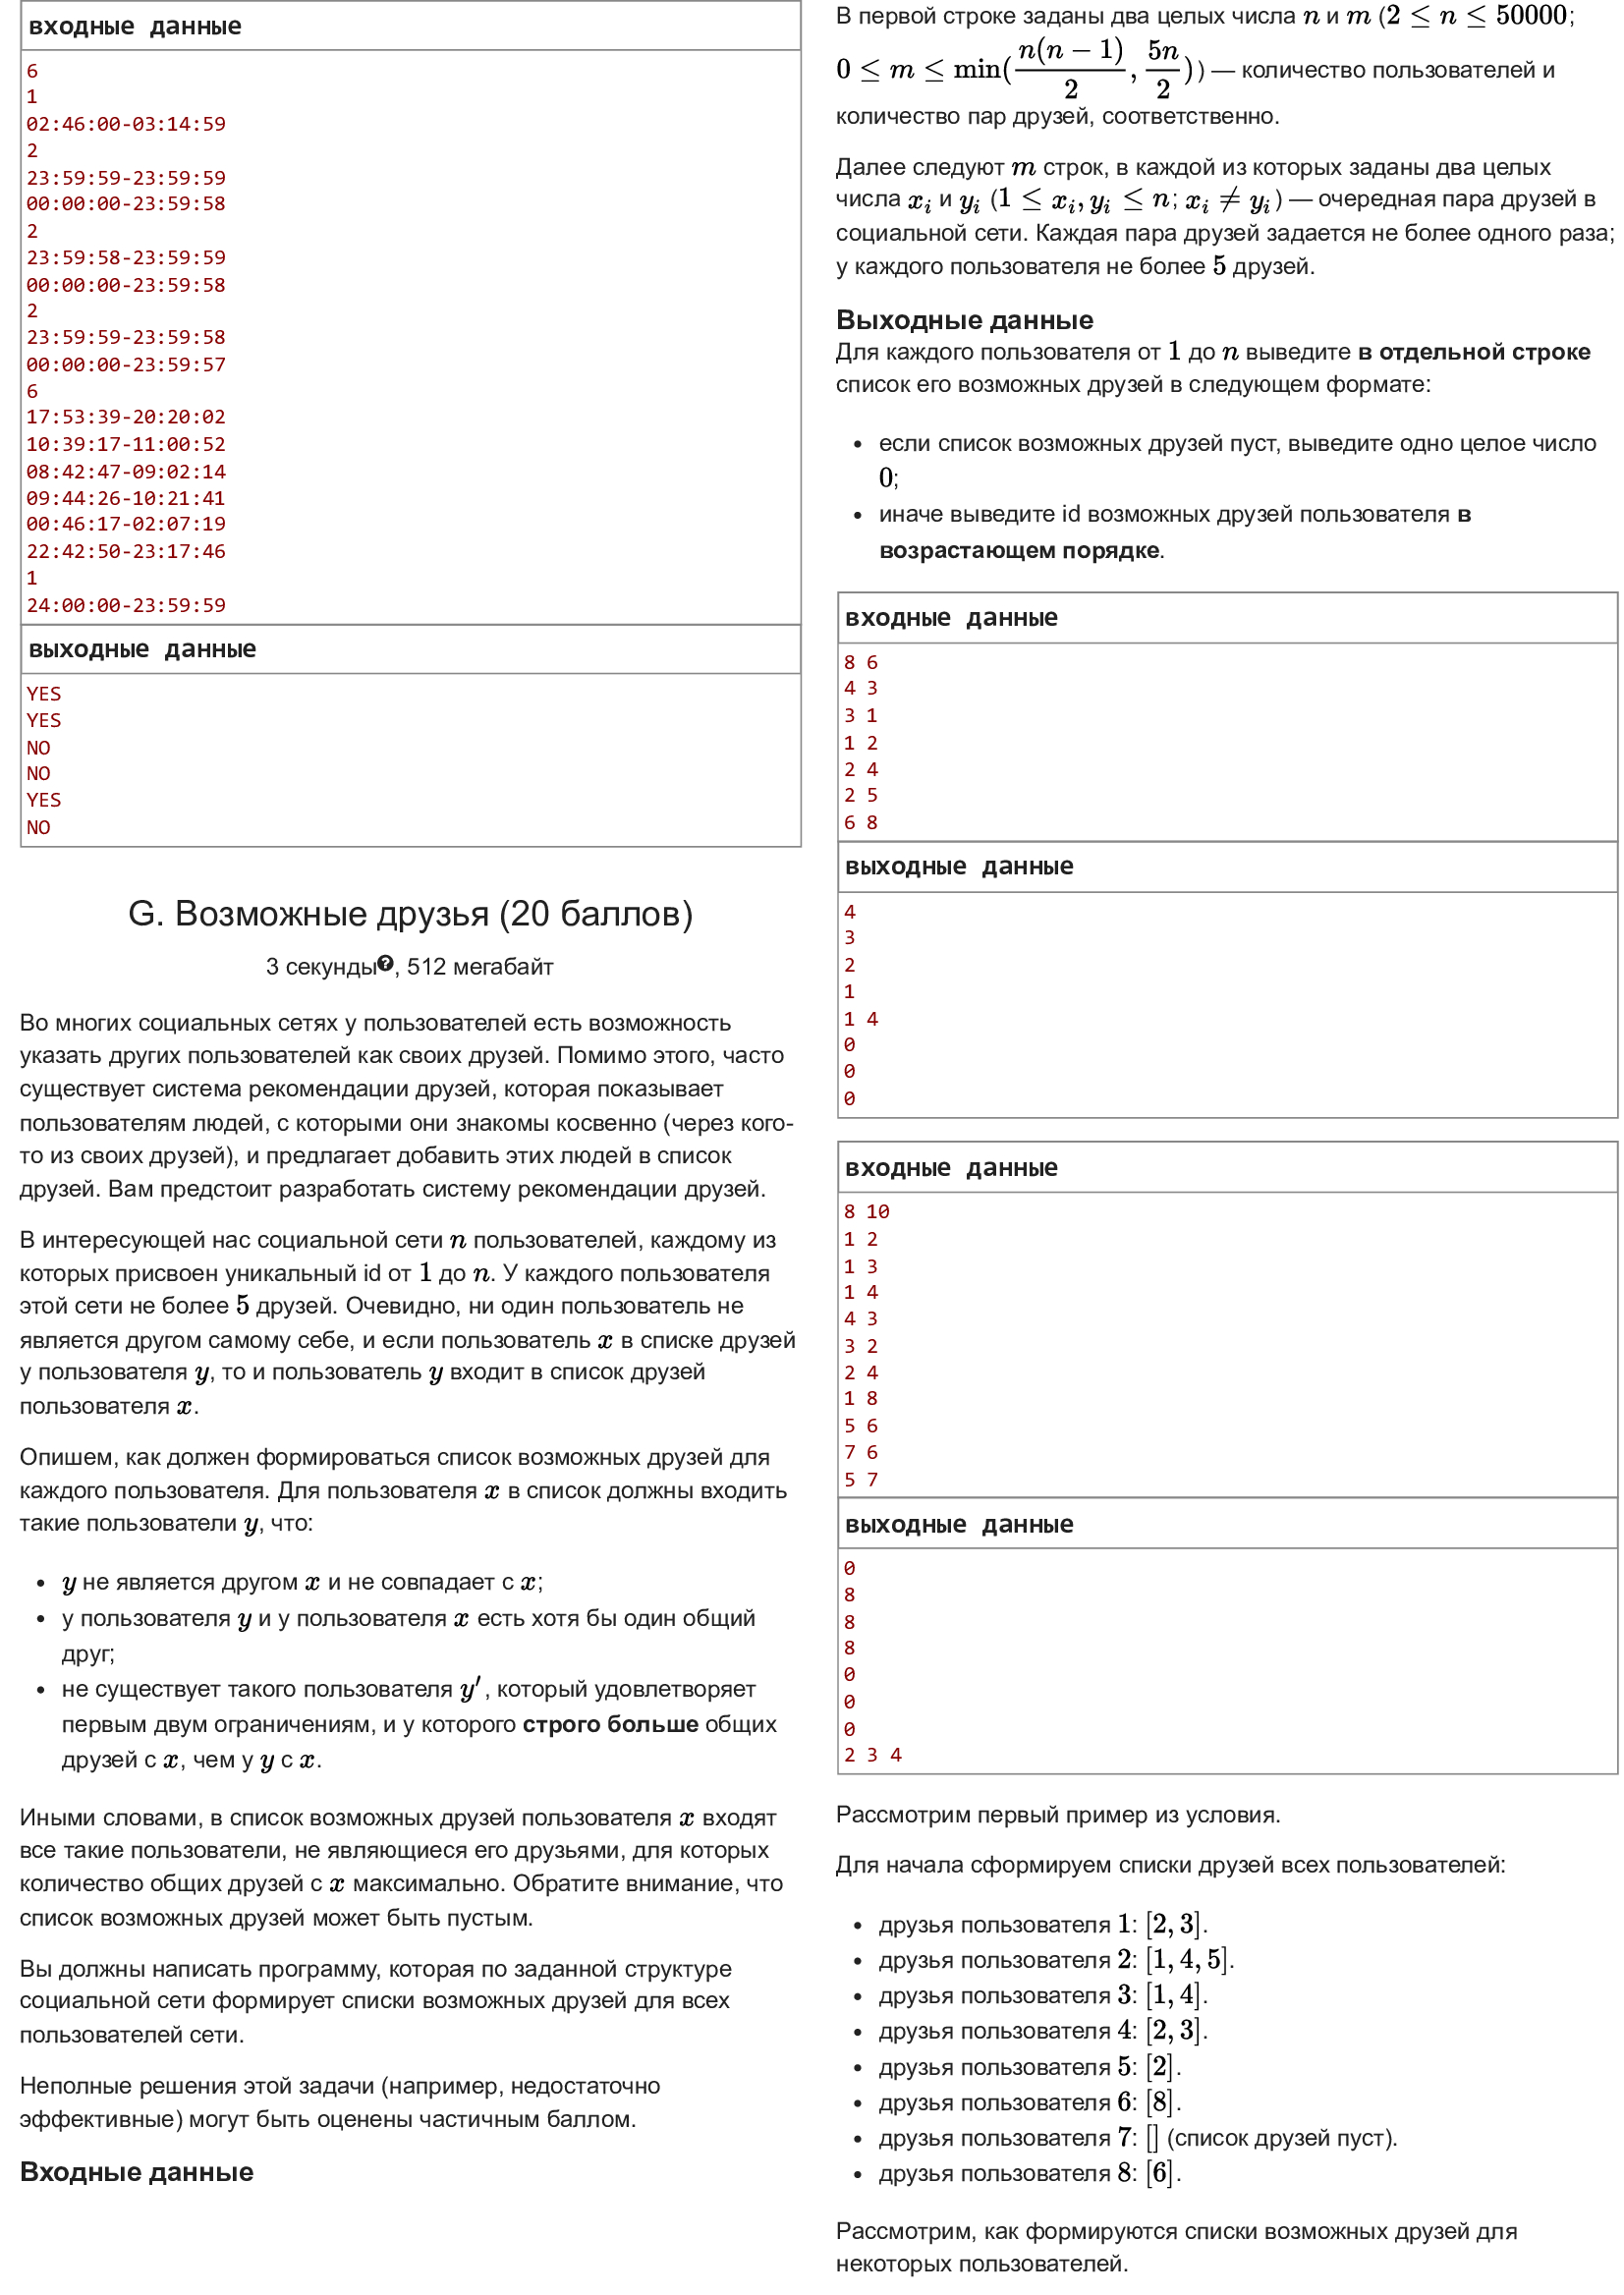 входные данные
6
1
02:46:00-03:14:59
2
23:59:59-23:59:59
00:00:00-23:59:58
2
23:59:58-23:59:59
00:00:00-23:59:58
2
23:59:59-23:59:58
00:00:00-23:59:57
6
17:53:39-20:20:02
10:39:17-11:00:52
08:42:47-09:02:14
09:44:26-10:21:41
00:46:17-02:07:19
22:42:50-23:17:46
1
24:00:00-23:59:59
выходные данные
YES
YES
NO
NO
YES
NO
G. Возможные друзья (20 баллов)
3 секунды?, 512 мегабайт
Во многих социальных сетях у пользователей есть возможность
указать других пользователей как своих друзей. Помимо этого, часто
существует система рекомендации друзей, которая показывает
пользователям людей, с которыми они знакомы косвенно (через кого-
то из своих друзей), и предлагает добавить этих людей в список
друзей. Вам предстоит разработать систему рекомендации друзей.
В интересующей нас социальной сети n пользователей, каждому из
которых присвоен уникальный id от 1 до n. У каждого пользователя
этой сети не более 5 друзей. Очевидно, ни один пользователь не
является другом самому себе, и если пользователь x в списке друзей
у пользователя y, то и пользователь y входит в список друзей
пользователя x.
Опишем, как должен формироваться список возможных друзей для
каждого пользователя. Для пользователя x в список должны входить
такие пользователи y, что:
• y не является другом x и не совпадает с x;
• у пользователя y и у пользователя x есть хотя бы один общий
друг;
• не существует такого пользователя y′, который удовлетворяет
первым двум ограничениям, и у которого строго больше общих
друзей с x, чем у y с x.
Иными словами, в список возможных друзей пользователя x входят
все такие пользователи, не являющиеся его друзьями, для которых
количество общих друзей с x максимально. Обратите внимание, что
список возможных друзей может быть пустым.
Вы должны написать программу, которая по заданной структуре
социальной сети формирует списки возможных друзей для всех
пользователей сети.
Неполные решения этой задачи (например, недостаточно
эффективные) могут быть оценены частичным баллом.
Входные данные
В первой строке заданы два целых числа n и m (2 ≤ n ≤ 50000;
0 ≤ m ≤ min(n(n − 1)/2, 5n/2)) — количество пользователей и
количество пар друзей, соответственно.
Далее следуют m строк, в каждой из которых заданы два целых
числа x_i и y_i (1 ≤ x_i, y_i ≤ n; x_i ≠ y_i) — очередная пара друзей в
социальной сети. Каждая пара друзей задается не более одного раза;
у каждого пользователя не более 5 друзей.
Выходные данные
Для каждого пользователя от 1 до n выведите в отдельной строке
список его возможных друзей в следующем формате:
• если список возможных друзей пуст, выведите одно целое число
0;
• иначе выведите id возможных друзей пользователя в
возрастающем порядке.
входные данные
8 6
4 3
3 1
1 2
2 4
2 5
6 8
выходные данные
4
3
2
1
1 4
0
0
0
входные данные
8 10
1 2
1 3
1 4
4 3
3 2
2 4
1 8
5 6
7 6
5 7
выходные данные
0
8
8
8
0
0
0
2 3 4
Рассмотрим первый пример из условия.
Для начала сформируем списки друзей всех пользователей:
• друзья пользователя 1: [2, 3].
• друзья пользователя 2: [1, 4, 5].
• друзья пользователя 3: [1, 4].
• друзья пользователя 4: [2, 3].
• друзья пользователя 5: [2].
• друзья пользователя 6: [8].
• друзья пользователя 7: [] (список друзей пуст).
• друзья пользователя 8: [6].
Рассмотрим, как формируются списки возможных друзей для
некоторых пользователей.